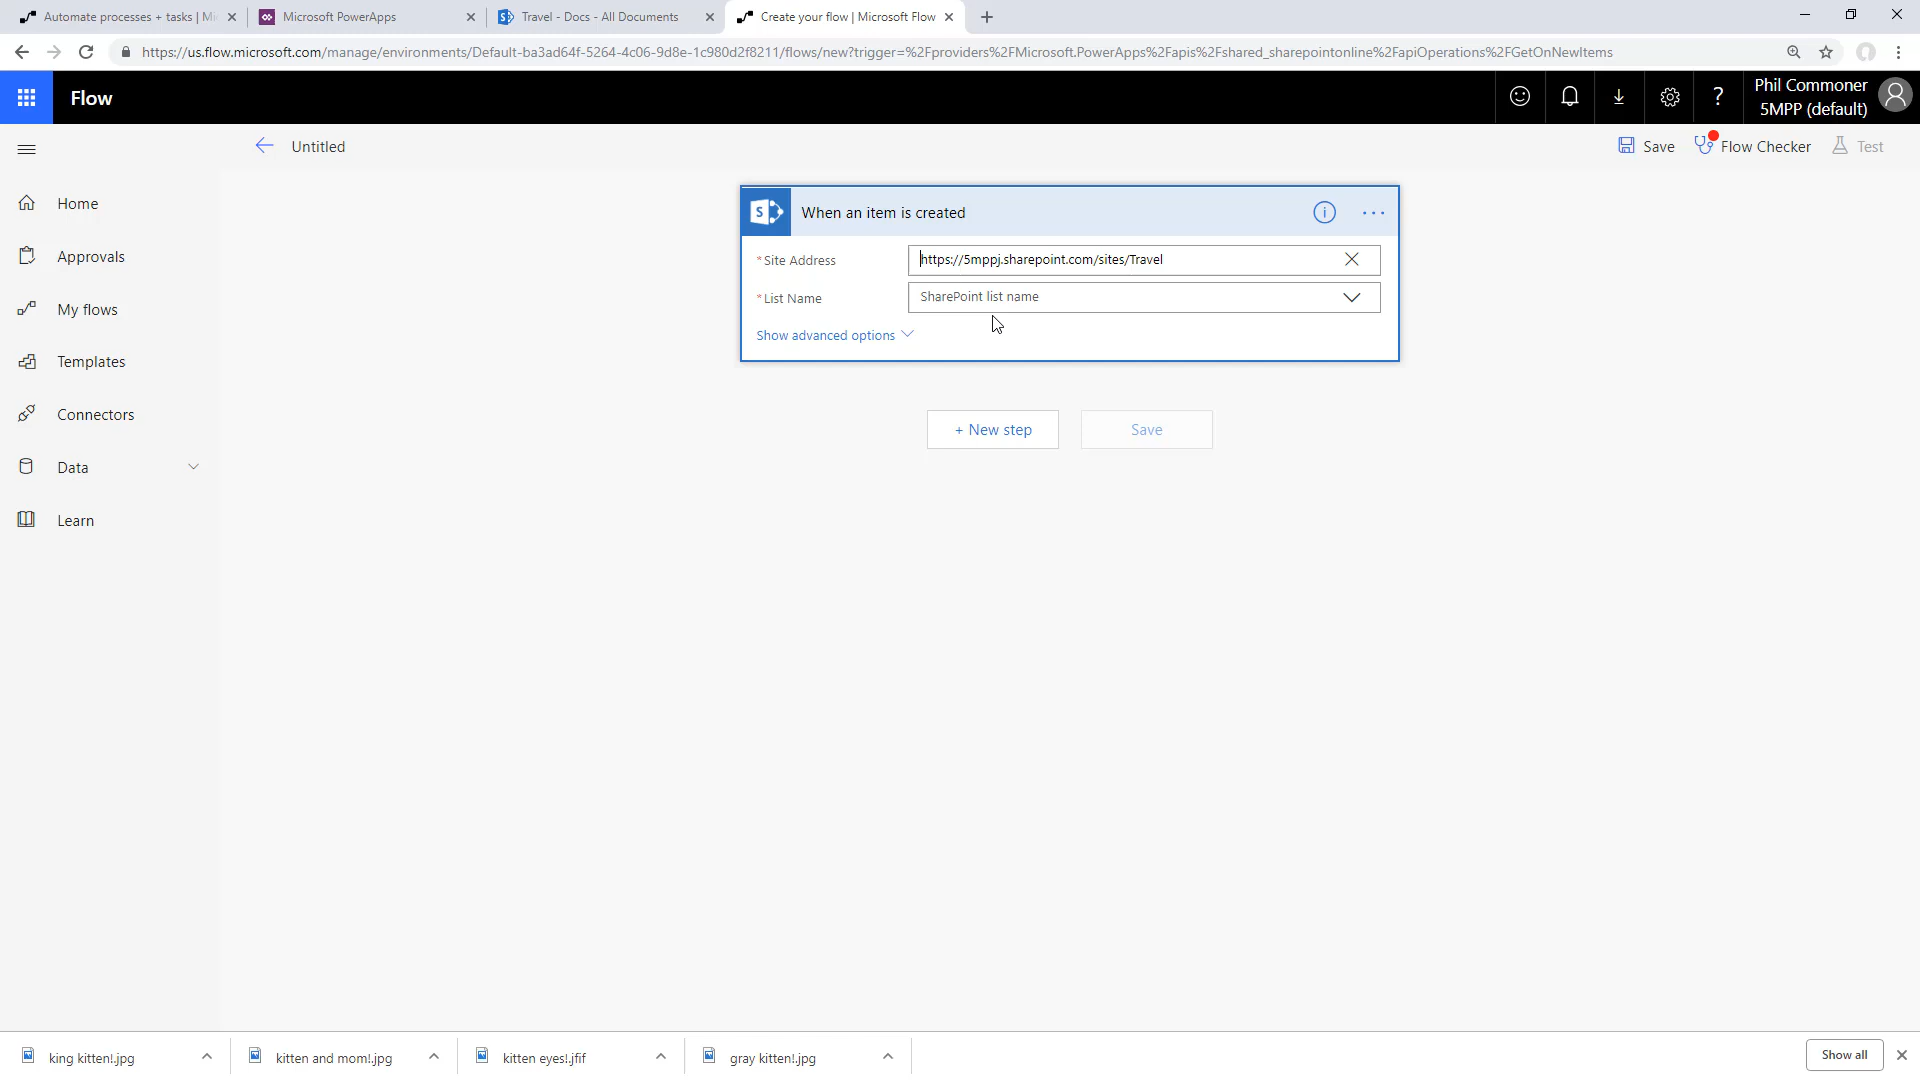 Automate processes + tasks | Mi
Microsoft PowerApps
Travel - Docs - All Documents
Create your flow | Microsoft Flow
https://us.flow.microsoft.com/manage/environments/Default-ba3ad64f-5264-4c06-9d8e-1c980d2f8211/flows/new?trigger=%2Fproviders%2FMicrosoft.PowerApps%2Fapis%2Fshared_sharepointonline%2FapiOperations%2FGetOnNewItems
Flow
Phil Commoner
5MPP (default)
Untitled
Save
Flow Checker
Test
Home
Approvals
My flows
Templates
Connectors
Data
Learn
When an item is created
* Site Address
https://5mppj.sharepoint.com/sites/Travel
* List Name
SharePoint list name
Show advanced options
+ New step
Save
king kitten!.jpg
kitten and mom!.jpg
kitten eyes!.jfif
gray kitten!.jpg
Show all